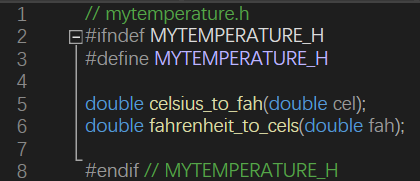 1 // mytemperature.h
2 #ifndef MYTEMPERATURE_H
3 #define MYTEMPERATURE_H
4
5 double celsius_to_fah(double cel);
6 double fahrenheit_to_cels(double fah);
7
8 #endif // MYTEMPERATURE_H